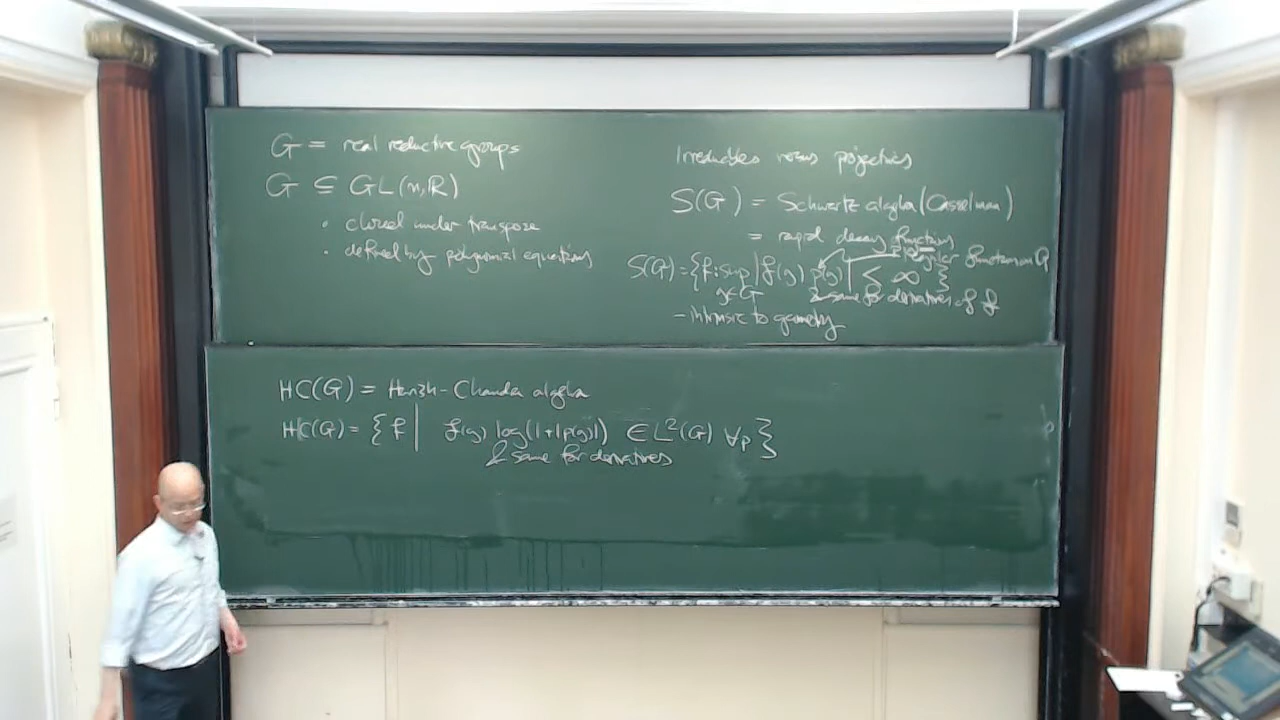 G = real reductive groups
G ⊆ GL(n,R)
• closed under transpose
• defined by polynomial equations
Irreducibles versus projectives
S(G) = Schwartz algebra (Casselman)
= rapid decay functions
p regular function on G
S(G) = { f : sup | f(g) p(g) | < ∞ }
g∈G
& same for derivatives of f
- intrinsic to geometry
HC(G) = Harish-Chandra algebra
HC(G) = { f | f(g) log(1+|p(g)|) ∈ L²(G) ∀p }
& same for derivatives